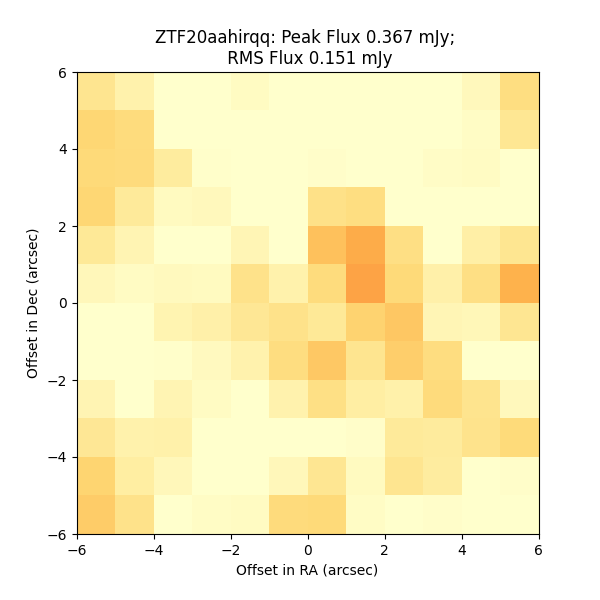 ZTF20aahirqq: Peak Flux 0.367 mJy;
RMS Flux 0.151 mJy
6
4
2
0
−2
−4
−6
Offset in Dec (arcsec)
−6 −4 −2 0 2 4 6
Offset in RA (arcsec)